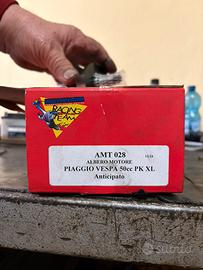 RACING
TEAM
AMT 028
ALBERO MOTORE
PIAGGIO VESPA 50cc PK XL
Anticipato
subito